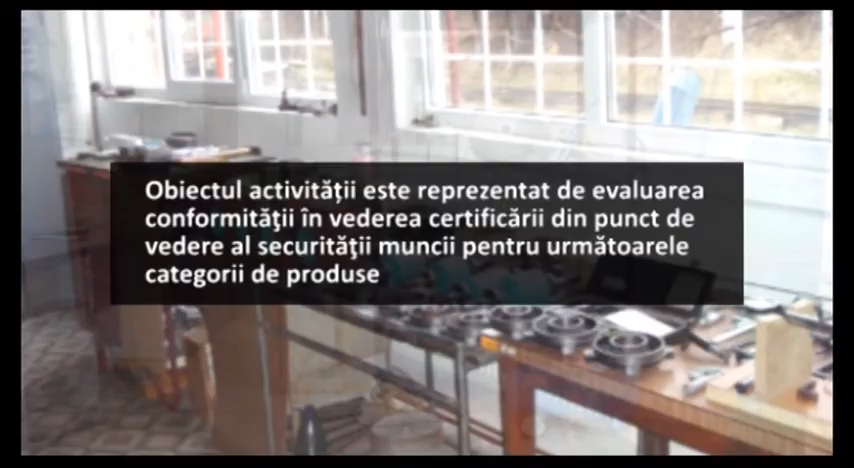 Obiectul activității este reprezentat de evaluarea
conformităţii în vederea certificării din punct de
vedere al securităţii muncii pentru următoarele
categorii de produse